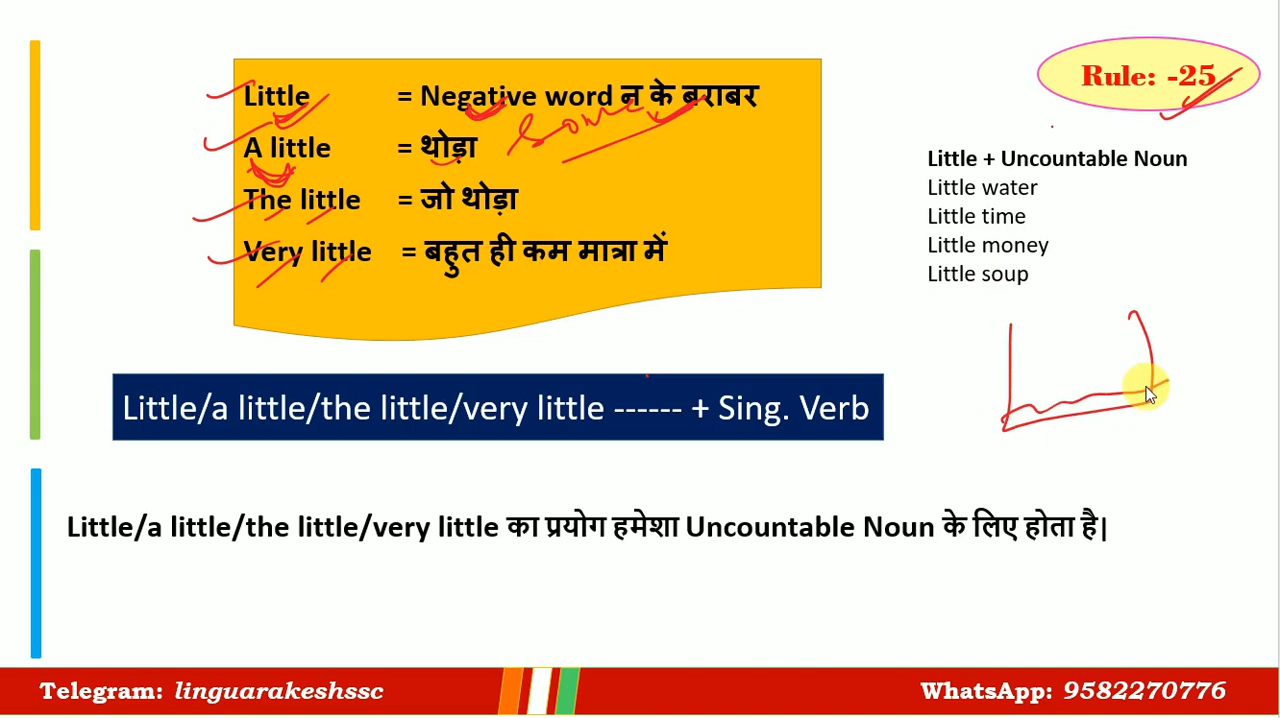 Rule: -25
Little = Negative word न के बराबर
some
A little = थोड़ा
The little = जो थोड़ा
Very little = बहुत ही कम मात्रा में
Little + Uncountable Noun
Little water
Little time
Little money
Little soup
Little/a little/the little/very little ------ + Sing. Verb
Little/a little/the little/very little का प्रयोग हमेशा Uncountable Noun के लिए होता है|
Telegram: linguarakeshssc
WhatsApp: 9582270776